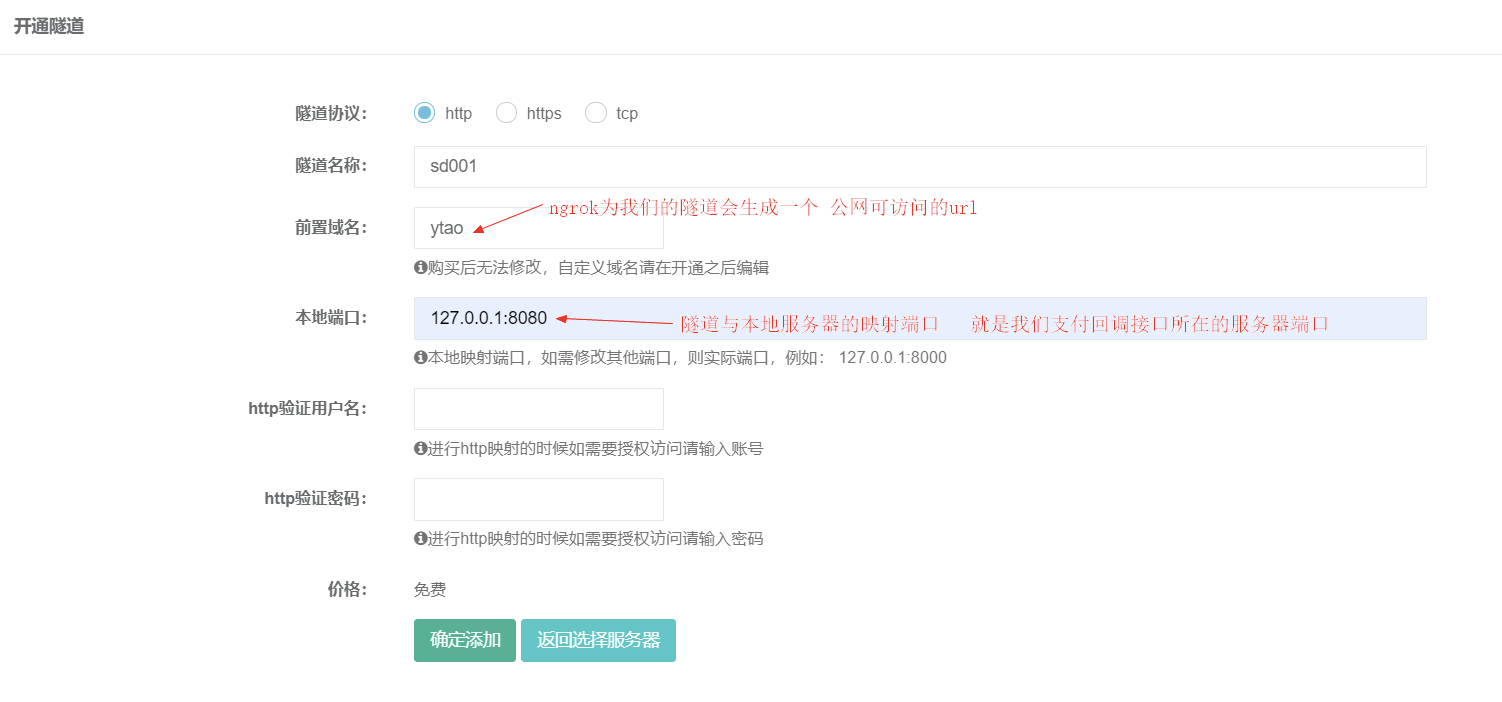 开通隧道
隧道协议： http https tcp
隧道名称： sd001
ngrok为我们的隧道会生成一个 公网可访问的url
前置域名： ytao
购买后无法修改，自定义域名请在开通之后编辑
本地端口： 127.0.0.1:8080 隧道与本地服务器的映射端口 就是我们支付回调接口所在的服务器端口
本地映射端口，如需修改其他端口，则实际端口，例如： 127.0.0.1:8000
http验证用户名：
进行http映射的时候如需要授权访问请输入账号
http验证密码：
进行http映射的时候如需要授权访问请输入密码
价格： 免费
确定添加 返回选择服务器